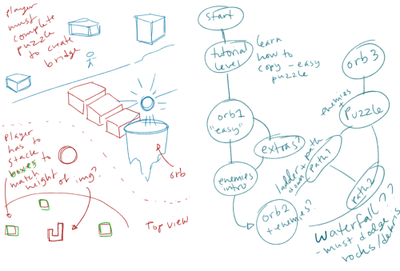 player
must
complete
puzzle
to create
bridge
player
has to
stack
boxes
to
match
height of img?
orb
Top view
start
tutorial
level
learn
how to
copy - easy
puzzle
orb1
"easy"
extras?
enemies
intro
orb2
+ enemies?
ladder + path
down
path1
path2
Puzzle
enemies
orb3
waterfall??
- must dodge
rocks/debris